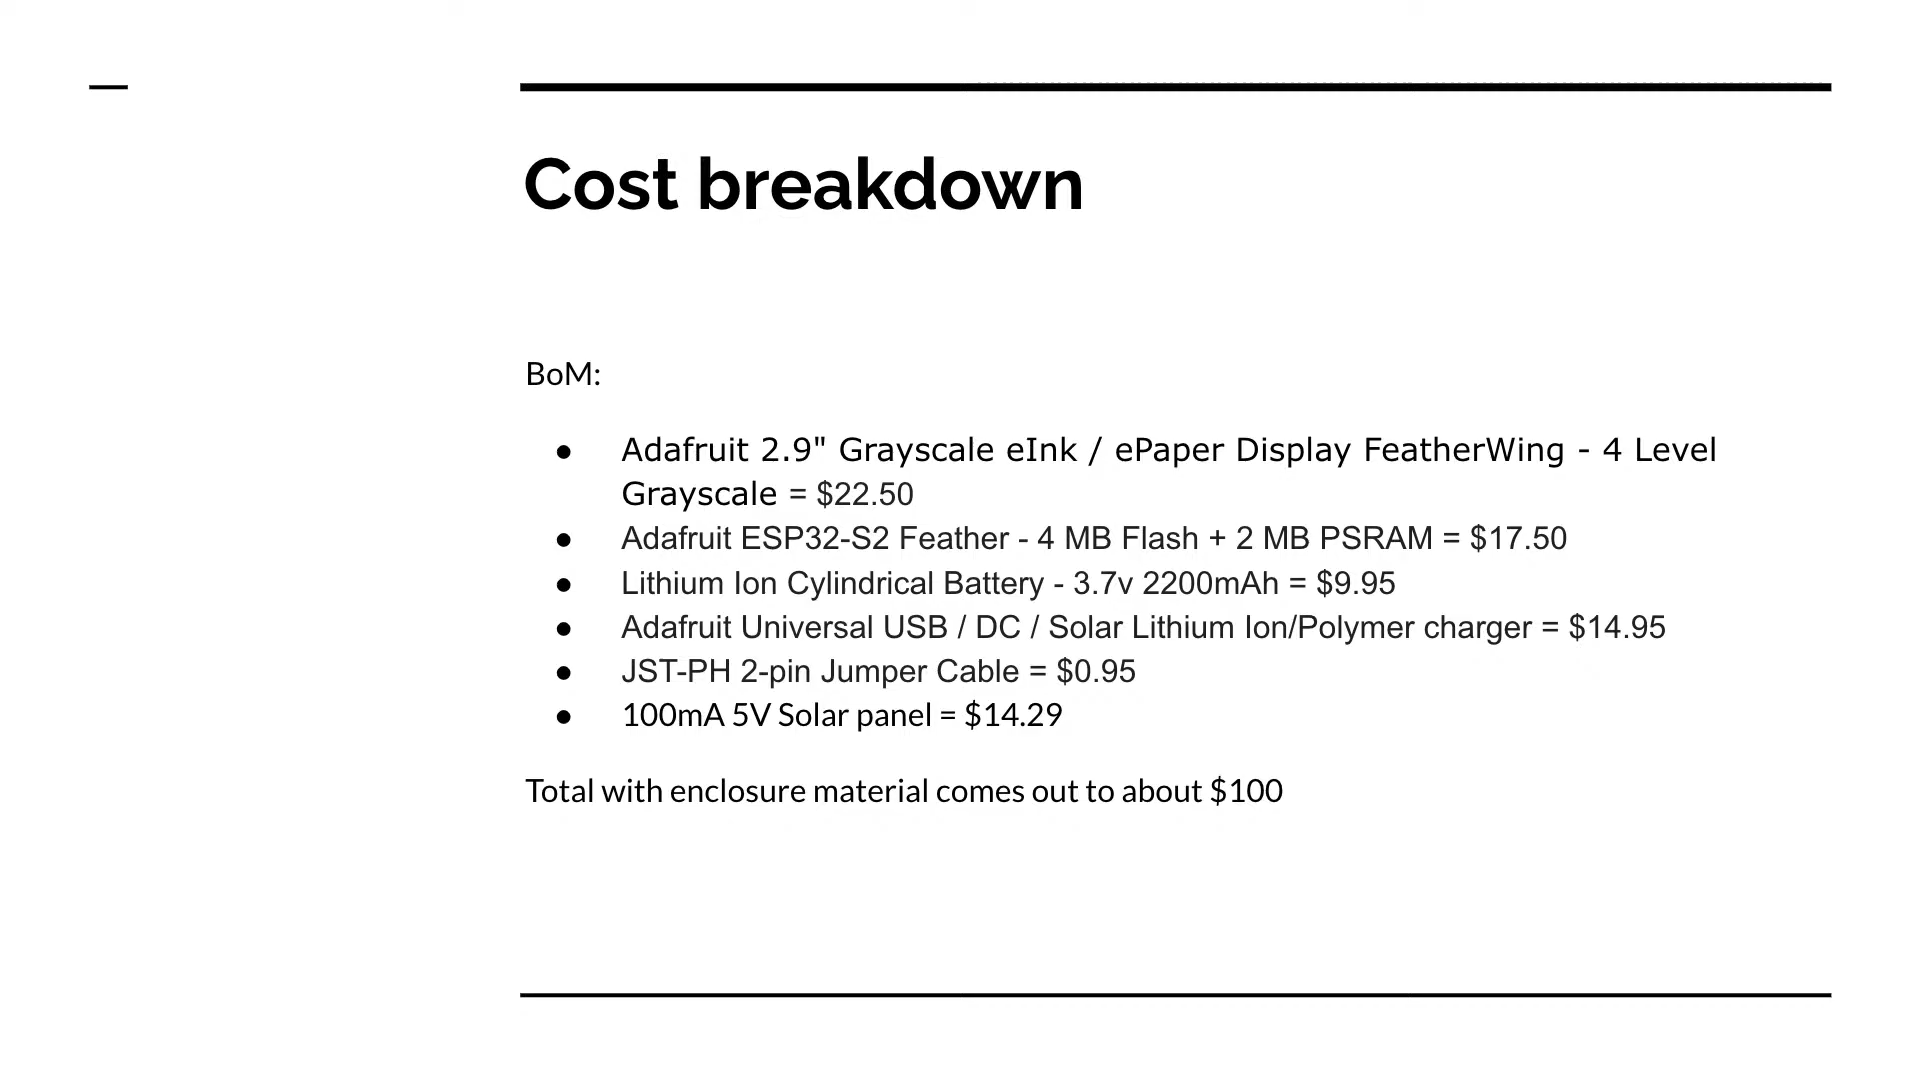 Cost breakdown
BoM:
● Adafruit 2.9" Grayscale eInk / ePaper Display FeatherWing - 4 Level
Grayscale = $22.50
● Adafruit ESP32-S2 Feather - 4 MB Flash + 2 MB PSRAM = $17.50
● Lithium Ion Cylindrical Battery - 3.7v 2200mAh = $9.95
● Adafruit Universal USB / DC / Solar Lithium Ion/Polymer charger = $14.95
● JST-PH 2-pin Jumper Cable = $0.95
● 100mA 5V Solar panel = $14.29
Total with enclosure material comes out to about $100